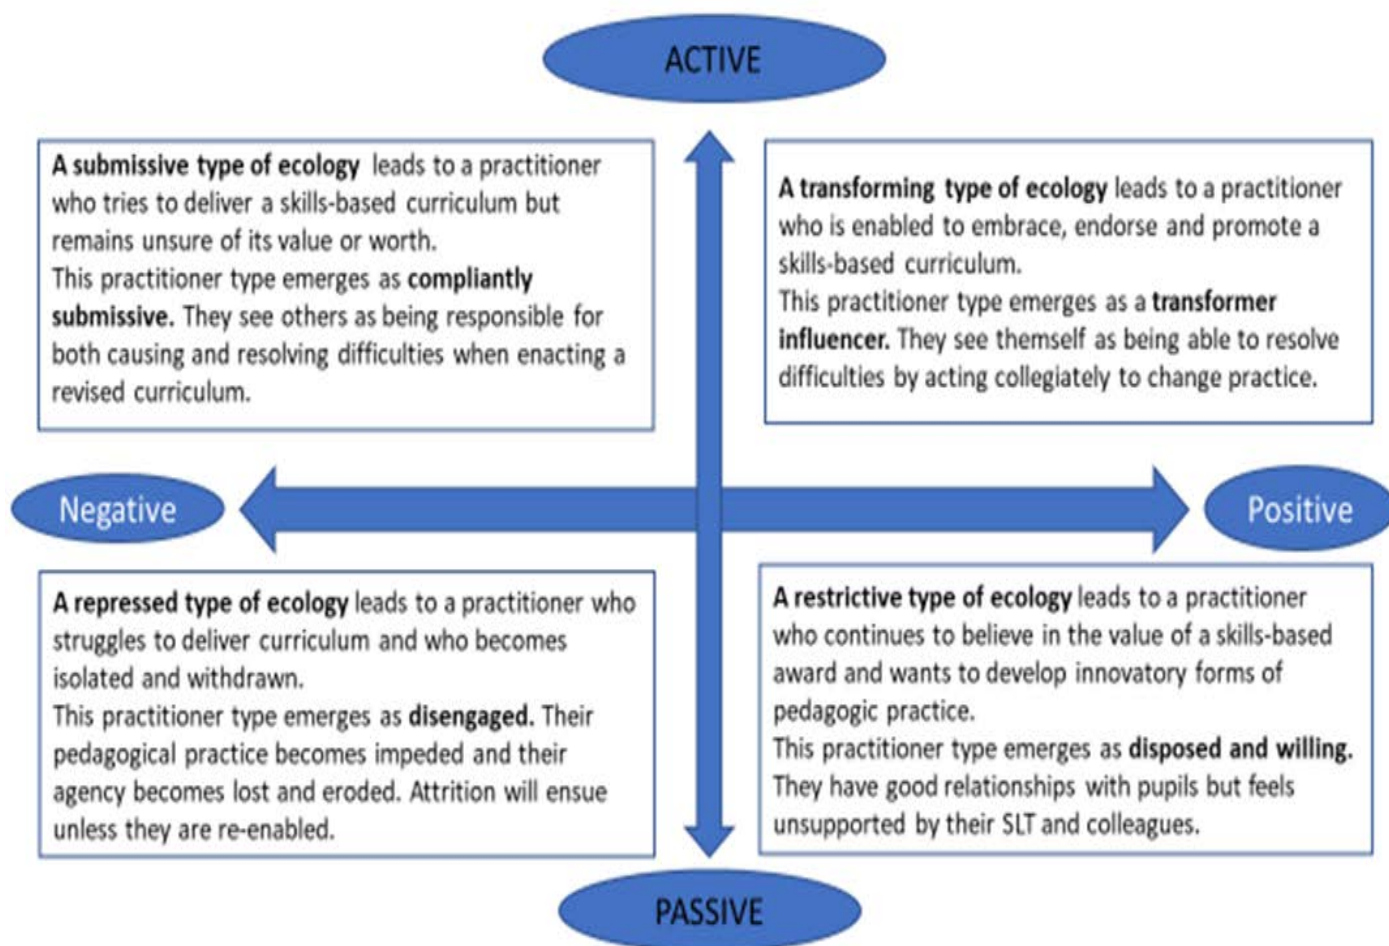 ACTIVE
A submissive type of ecology leads to a practitioner
who tries to deliver a skills-based curriculum but
remains unsure of its value or worth.
This practitioner type emerges as compliantly
submissive. They see others as being responsible for
both causing and resolving difficulties when enacting a
revised curriculum.
A transforming type of ecology leads to a practitioner
who is enabled to embrace, endorse and promote a
skills-based curriculum.
This practitioner type emerges as a transformer
influencer. They see themself as being able to resolve
difficulties by acting collegiately to change practice.
Negative
Positive
A repressed type of ecology leads to a practitioner who
struggles to deliver curriculum and who becomes
isolated and withdrawn.
This practitioner type emerges as disengaged. Their
pedagogical practice becomes impeded and their
agency becomes lost and eroded. Attrition will ensue
unless they are re-enabled.
A restrictive type of ecology leads to a practitioner
who continues to believe in the value of a skills-based
award and wants to develop innovatory forms of
pedagogic practice.
This practitioner type emerges as disposed and willing.
They have good relationships with pupils but feels
unsupported by their SLT and colleagues.
PASSIVE